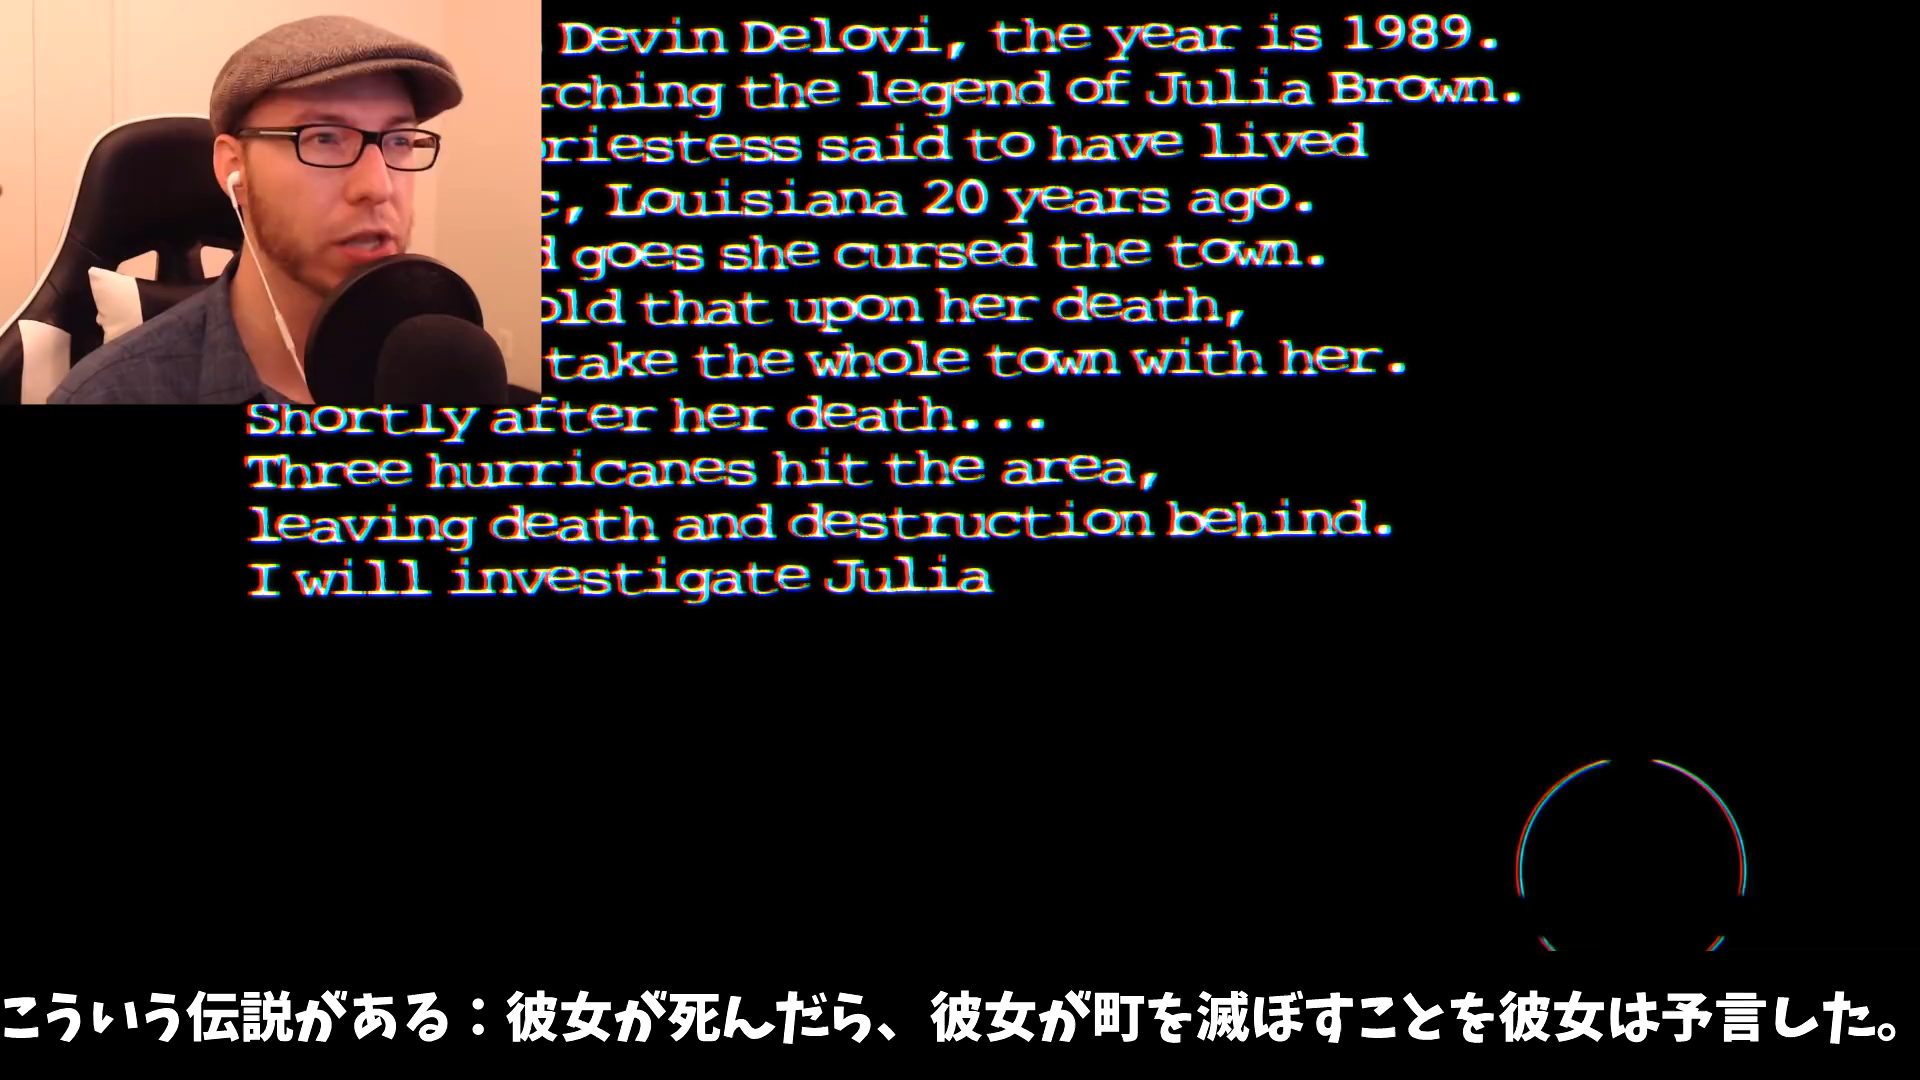 Devin Delovi, the year is 1989.
the legend of Julia Brown.
said to have lived
Louisiana 20 years ago.
goes she cursed the town.
that upon her death,
take the whole town with her.
Shortly after her death...
Three hurricanes hit the area,
leaving death and destruction behind.
I will investigate Julia
こういう伝説がある：彼女が死んだら、彼女が町を滅ぼすことを彼女は予言した。